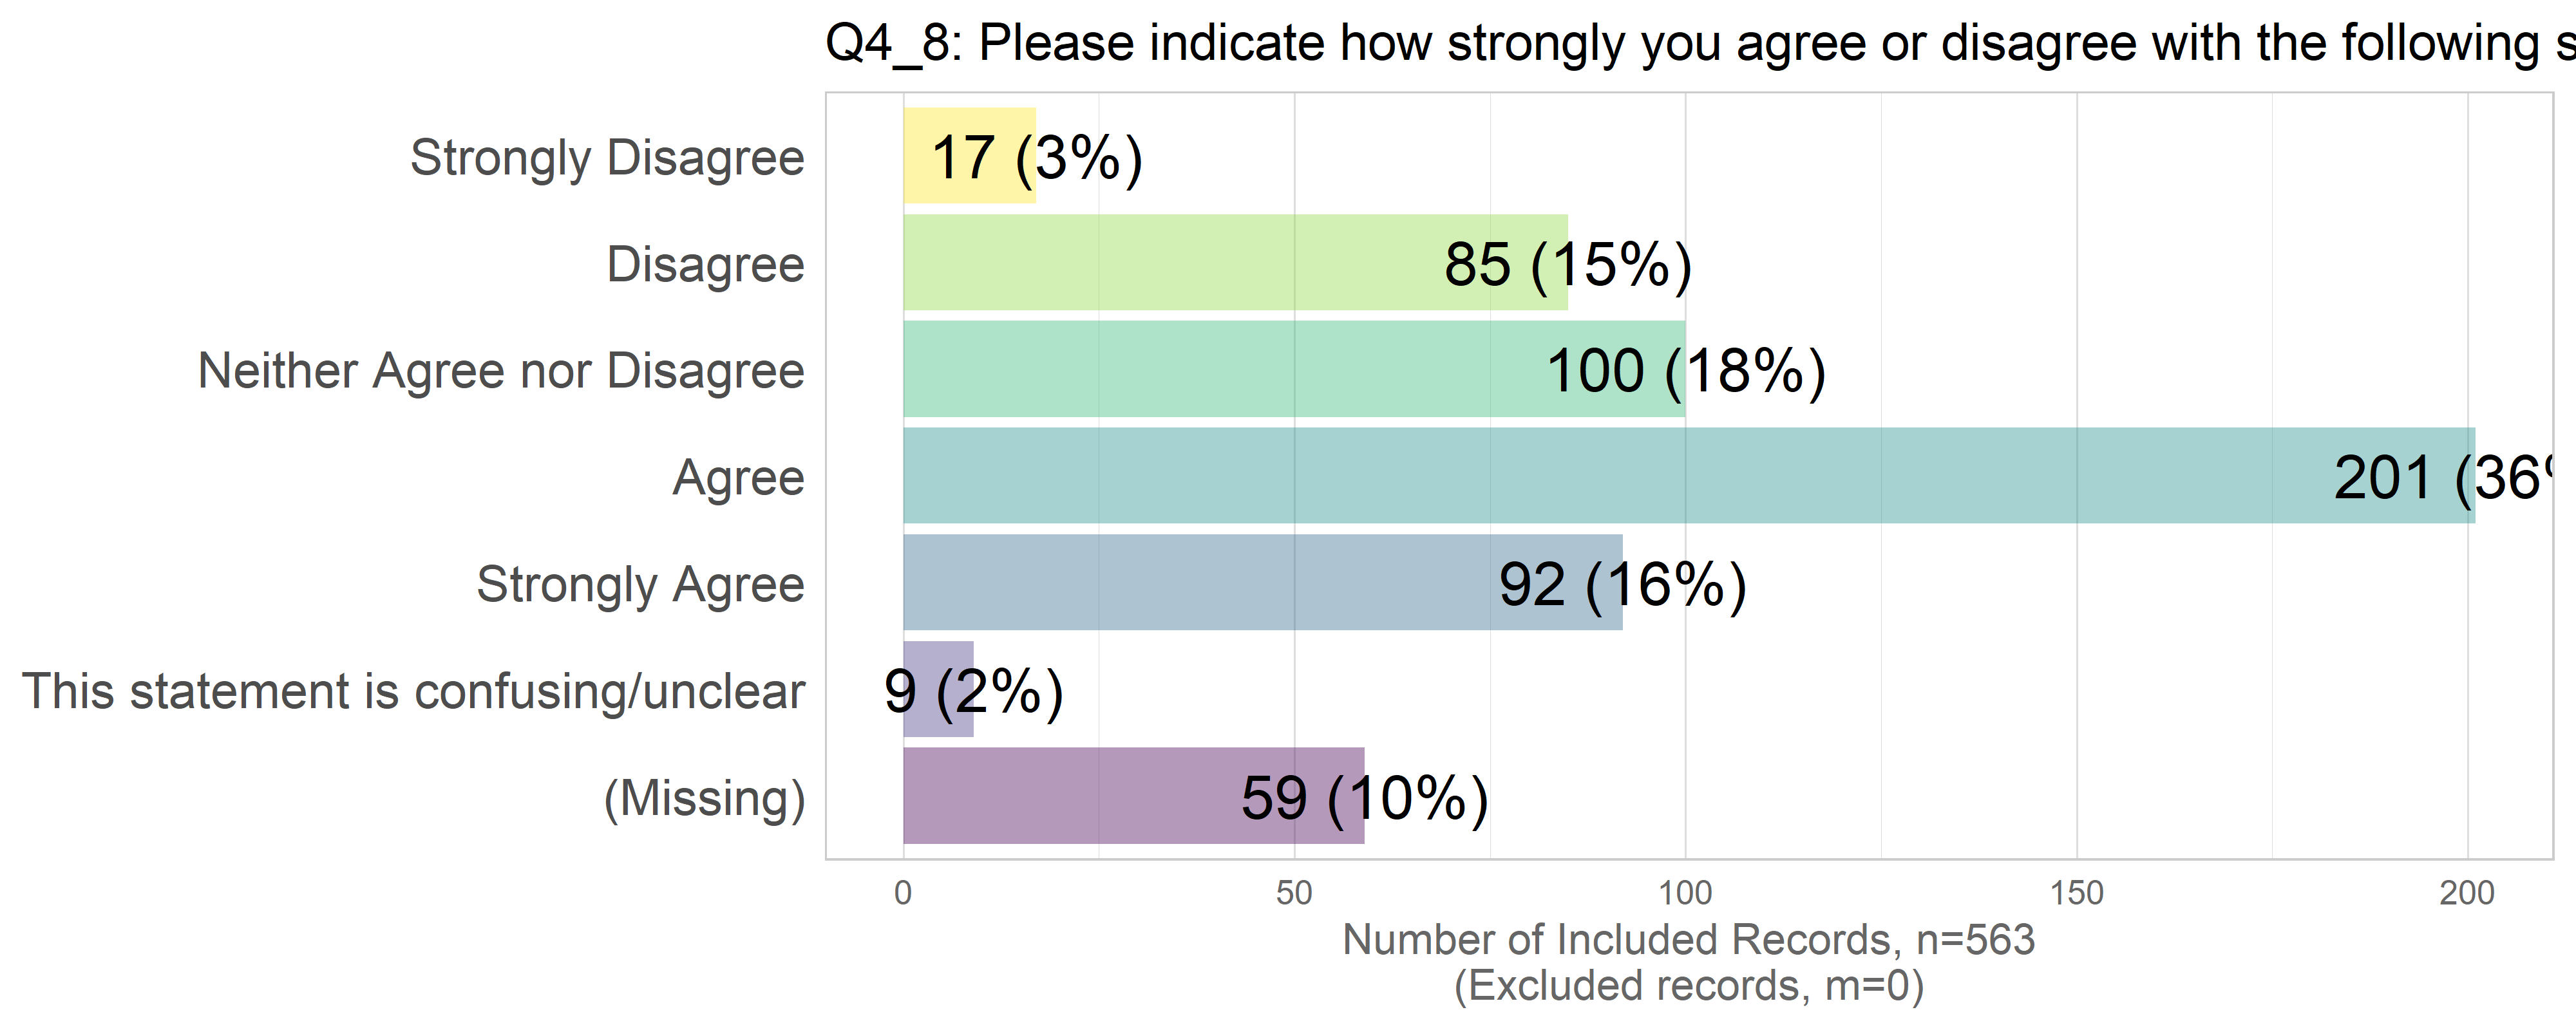 Q4_8: Please indicate how strongly you agree or disagree with the following
Strongly Disagree 17 (3%)
Disagree 85 (15%)
Neither Agree nor Disagree 100 (18%)
Agree 201 (36%
Strongly Agree 92 (16%)
This statement is confusing/unclear 9 (2%)
(Missing) 59 (10%)
0 50 100 150 200
Number of Included Records, n=563
(Excluded records, m=0)